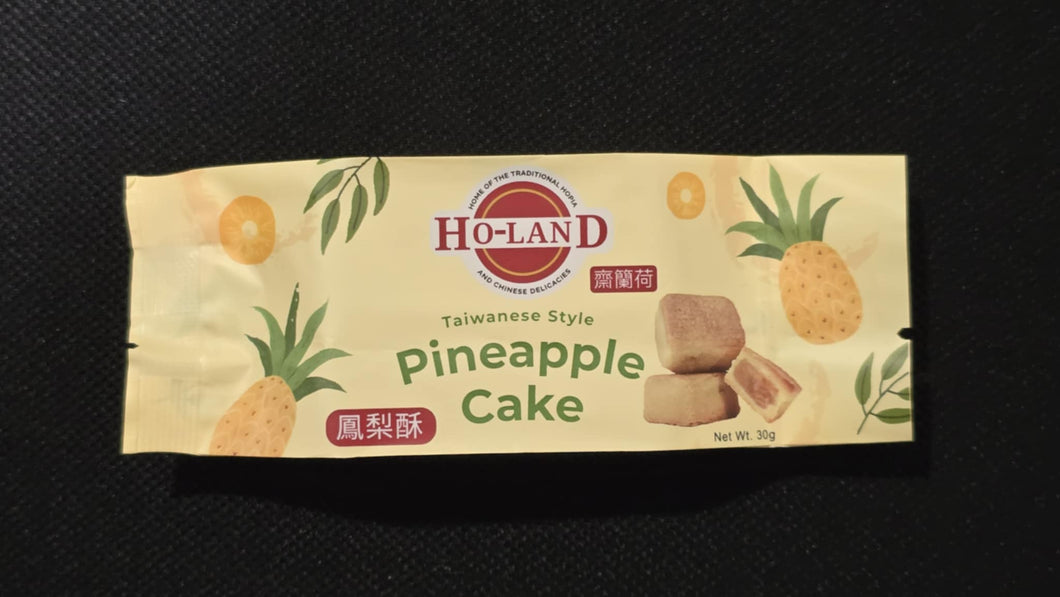 HOME OF THE TRADITIONAL HOPIA
HO-LAND
AND CHINESE DELICACIES
齋蘭荷
Taiwanese Style
Pineapple
Cake
鳳梨酥
Net Wt. 30g